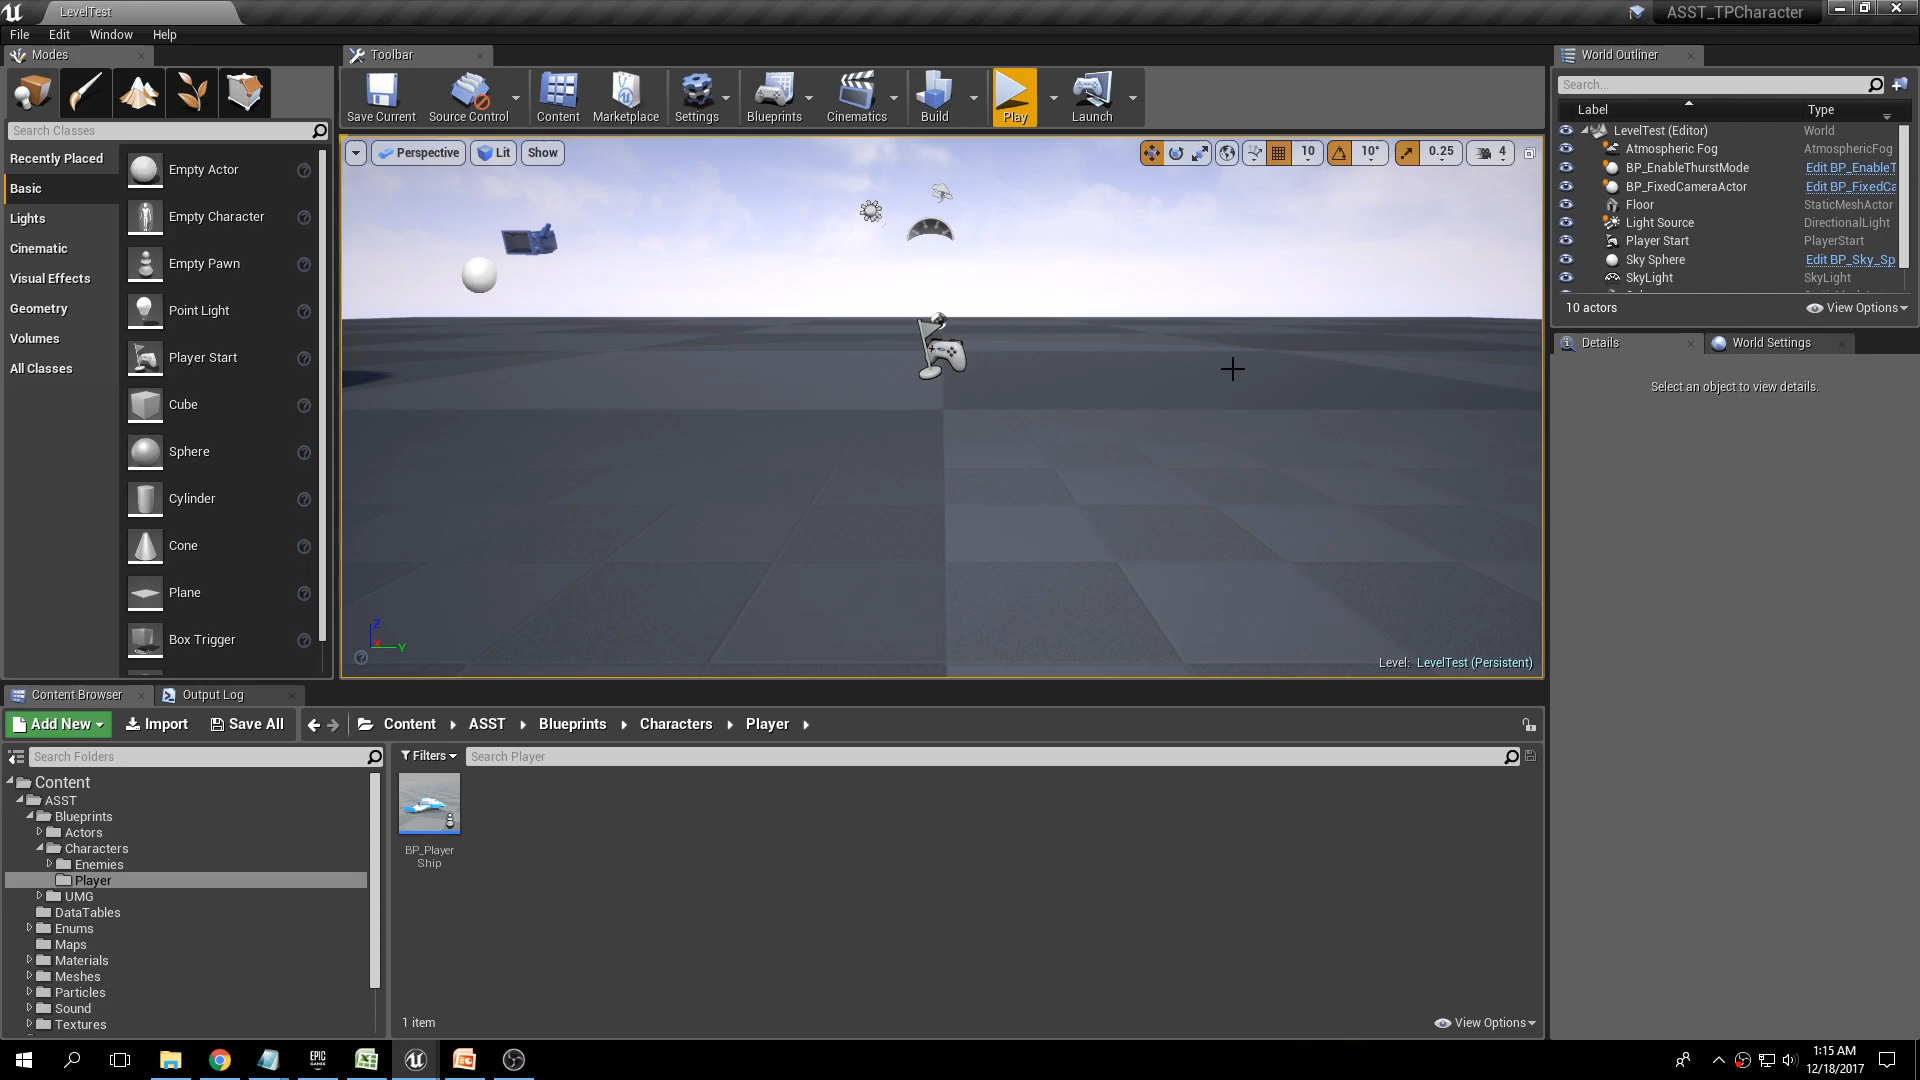 LevelTest
ASST_TPCharacter
File Edit Window Help
Modes
Toolbar
World Outliner
Save Current
Source Control
Content
Marketplace
Settings
Blueprints
Cinematics
Build
Play
Launch
Search Classes
Recently Placed
Basic
Lights
Cinematic
Visual Effects
Geometry
Volumes
All Classes
Empty Actor
Empty Character
Empty Pawn
Point Light
Player Start
Cube
Sphere
Cylinder
Cone
Plane
Box Trigger
Perspective
Lit
Show
10
10°
0.25
4
Z
Y
Level: LevelTest (Persistent)
Search...
Label Type
LevelTest (Editor) World
Atmospheric Fog AtmosphericFog
BP_EnableThurstMode Edit BP_EnableT
BP_FixedCameraActor Edit BP_FixedCa
Floor StaticMeshActor
Light Source DirectionalLight
Player Start PlayerStart
Sky Sphere Edit BP_Sky_Sp
SkyLight SkyLight
10 actors
View Options
Details
World Settings
Select an object to view details.
Content Browser
Output Log
Add New
Import
Save All
Content
ASST
Blueprints
Characters
Player
Search Folders
Content
ASST
Blueprints
Actors
Characters
Enemies
Player
UMG
DataTables
Enums
Maps
Materials
Meshes
Particles
Sound
Textures
Filters
Search Player
BP_Player
Ship
1 item
View Options
EPIC
GAMES
1:15 AM
12/18/2017